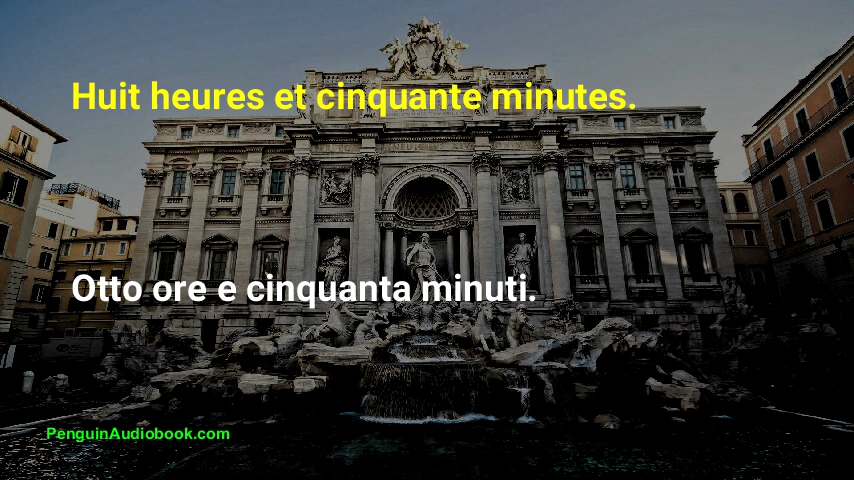 Huit heures et cinquante minutes.
Otto ore e cinquanta minuti.
PenguinAudiobook.com